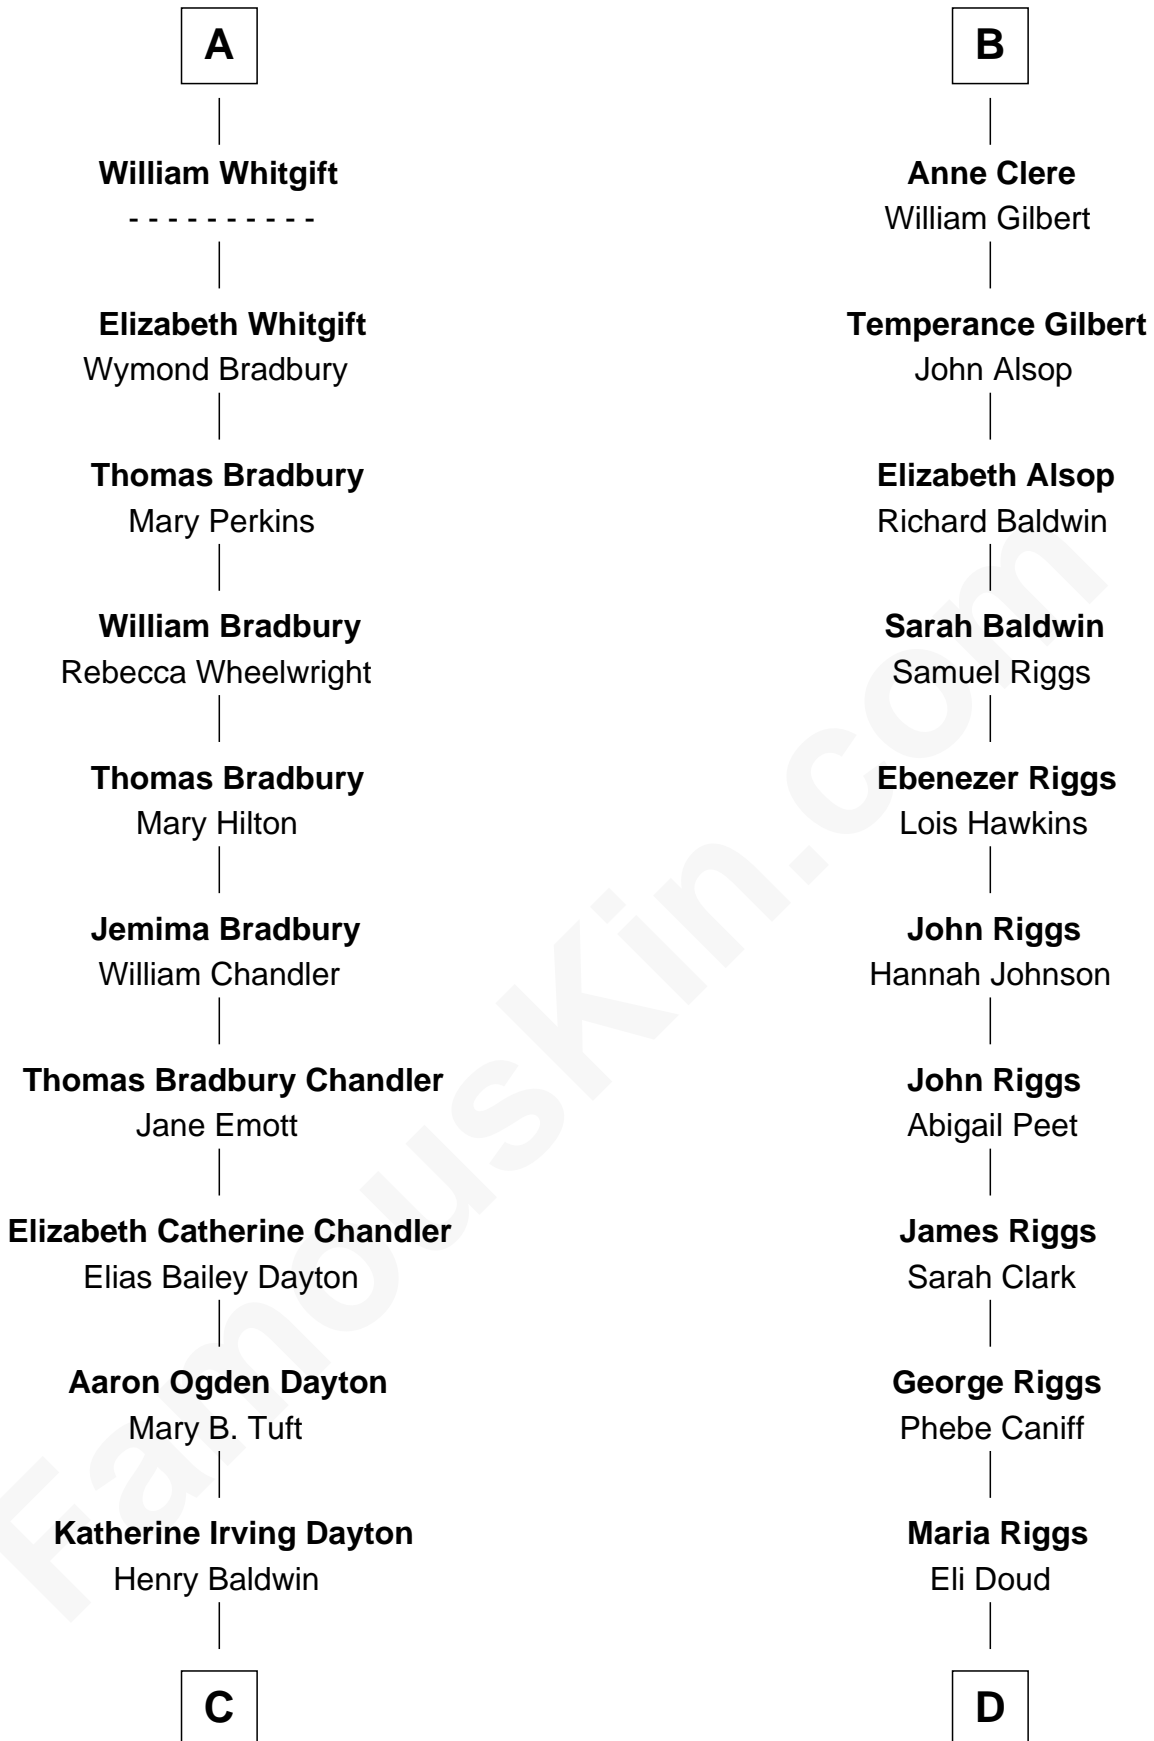 A
William Whitgift
- - - - - - - - - -
Elizabeth Whitgift
Wymond Bradbury
Thomas Bradbury
Mary Perkins
William Bradbury
Rebecca Wheelwright
Thomas Bradbury
Mary Hilton
Jemima Bradbury
William Chandler
Thomas Bradbury Chandler
Jane Emott
Elizabeth Catherine Chandler
Elias Bailey Dayton
Aaron Ogden Dayton
Mary B. Tuft
Katherine Irving Dayton
Henry Baldwin
C
B
Anne Clere
William Gilbert
Temperance Gilbert
John Alsop
Elizabeth Alsop
Richard Baldwin
Sarah Baldwin
Samuel Riggs
Ebenezer Riggs
Lois Hawkins
John Riggs
Hannah Johnson
John Riggs
Abigail Peet
James Riggs
Sarah Clark
George Riggs
Phebe Caniff
Maria Riggs
Eli Doud
D
FamousKin.com